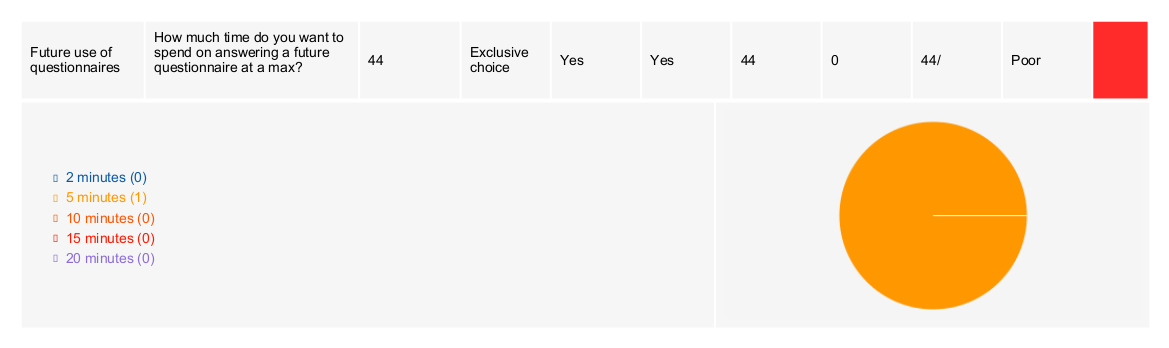 Future use of
questionnaires
How much time do you want to
spend on answering a future
questionnaire at a max?
44
Exclusive
choice
Yes
Yes
44
0
44/
Poor
2 minutes (0)
5 minutes (1)
10 minutes (0)
15 minutes (0)
20 minutes (0)